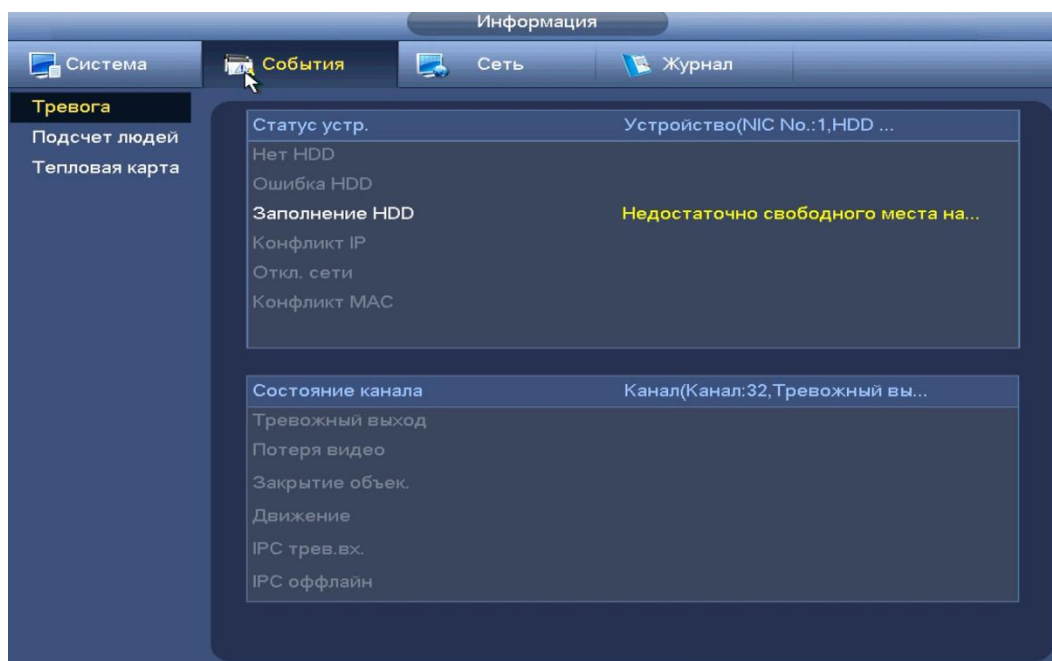 Информация
Система
События
Сеть
Журнал
Тревога
Подсчет людей
Тепловая карта
Статус устр. Устройство(NIC No.:1,HDD ...
Нет HDD
Ошибка HDD
Заполнение HDD Недостаточно свободного места на...
Конфликт IP
Откл. сети
Конфликт MAC
Состояние канала Канал(Канал:32,Тревожный вы...
Тревожный выход
Потеря видео
Закрытие объек.
Движение
IPC трев.вх.
IPC оффлайн